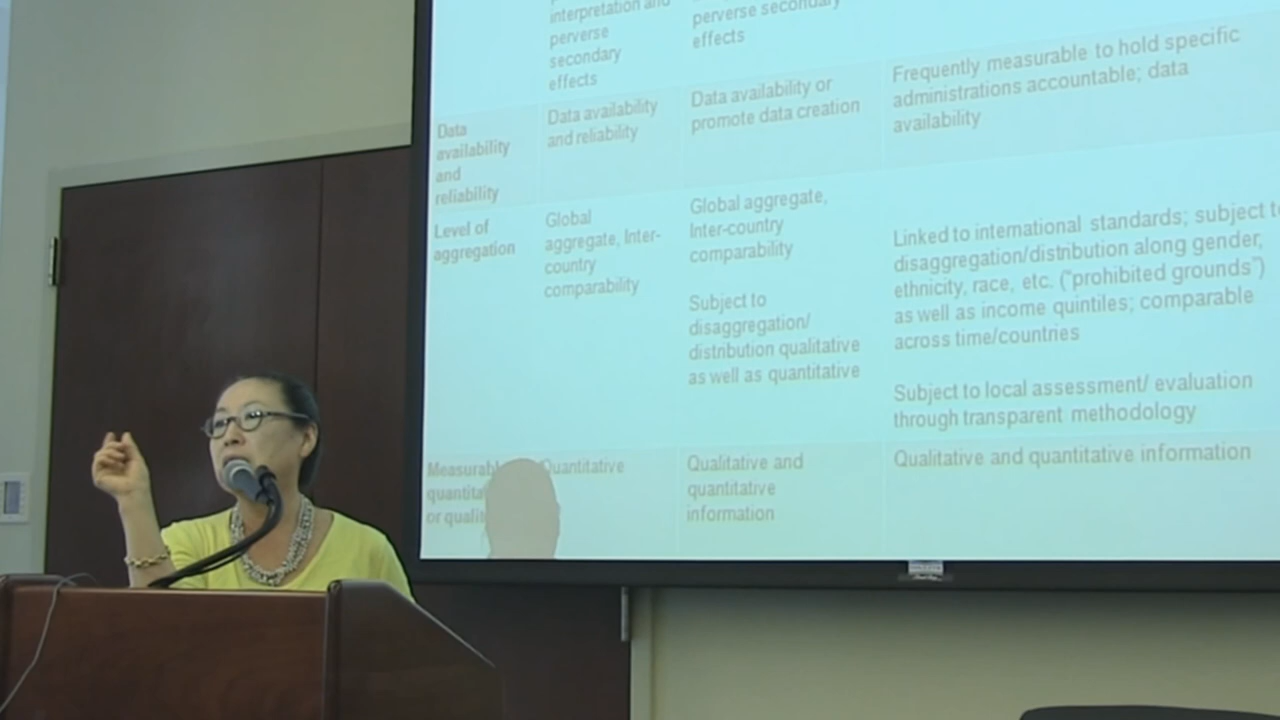 interpretation and
perverse
secondary
effects
perverse secondary
effects
Frequently measurable to hold specific
administrations accountable; data
availability
Data
availability
and
reliability
Data availability
and reliability
Data availability or
promote data creation
Level of
aggregation
Global
aggregate, Inter-
country
comparability
Global aggregate,
Inter-country
comparability
Subject to
disaggregation/
distribution qualitative
as well as quantitative
Linked to international standards; subject to
disaggregation/distribution along gender,
ethnicity, race, etc. ("prohibited grounds")
as well as income quintiles; comparable
across time/countries
Subject to local assessment/ evaluation
through transparent methodology
or
Quantitative
Qualitative and
quantitative
information
Qualitative and quantitative information